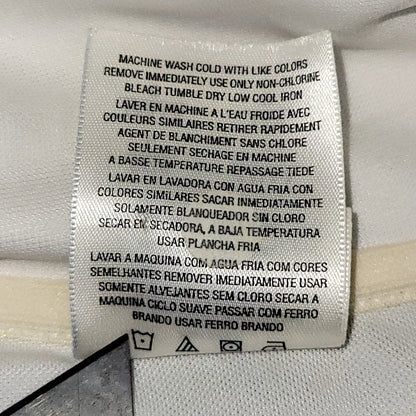 MACHINE WASH COLD WITH LIKE COLORS
REMOVE IMMEDIATELY USE ONLY NON-CHLORINE
BLEACH TUMBLE DRY LOW COOL IRON
LAVER EN MACHINE A L'EAU FROIDE AVEC
COULEURS SIMILAIRES RETIRER RAPIDEMENT
AGENT DE BLANCHIMENT SANS CHLORE
SEULEMENT SECHAGE EN MACHINE
A BASSE TEMPERATURE REPASSAGE TIEDE
LAVAR EN LAVADORA CON AGUA FRIA CON
COLORES SIMILARES SACAR INMEDIATAMENTE
SOLAMENTE BLANQUEADOR SIN CLORO
SECAR EN SECADORA, A BAJA TEMPERATURA
USAR PLANCHA FRIA
LAVAR A MAQUINA COM AGUA FRIA COM CORES
SEMELHANTES REMOVER IMEDIATAMENTE USAR
SOMENTE ALVEJANTES SEM CLORO SECAR A
MAQUINA CICLO SUAVE PASSAR COM FERRO
BRANDO USAR FERRO BRANDO